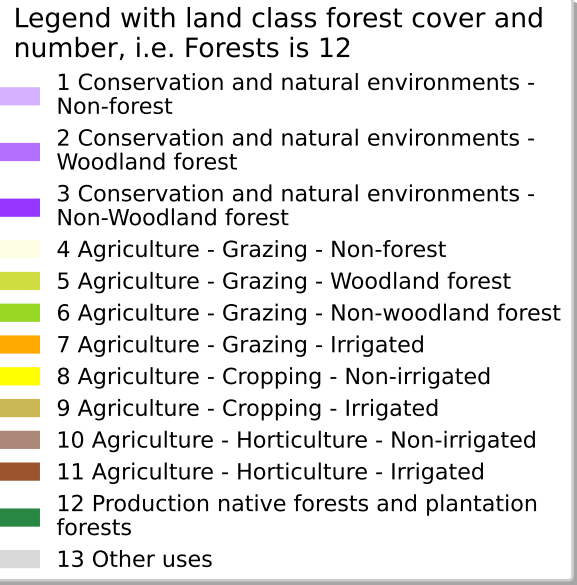 Legend with land class forest cover and
number, i.e. Forests is 12
1 Conservation and natural environments -
Non-forest
2 Conservation and natural environments -
Woodland forest
3 Conservation and natural environments -
Non-Woodland forest
4 Agriculture - Grazing - Non-forest
5 Agriculture - Grazing - Woodland forest
6 Agriculture - Grazing - Non-woodland forest
7 Agriculture - Grazing - Irrigated
8 Agriculture - Cropping - Non-irrigated
9 Agriculture - Cropping - Irrigated
10 Agriculture - Horticulture - Non-irrigated
11 Agriculture - Horticulture - Irrigated
12 Production native forests and plantation
forests
13 Other uses